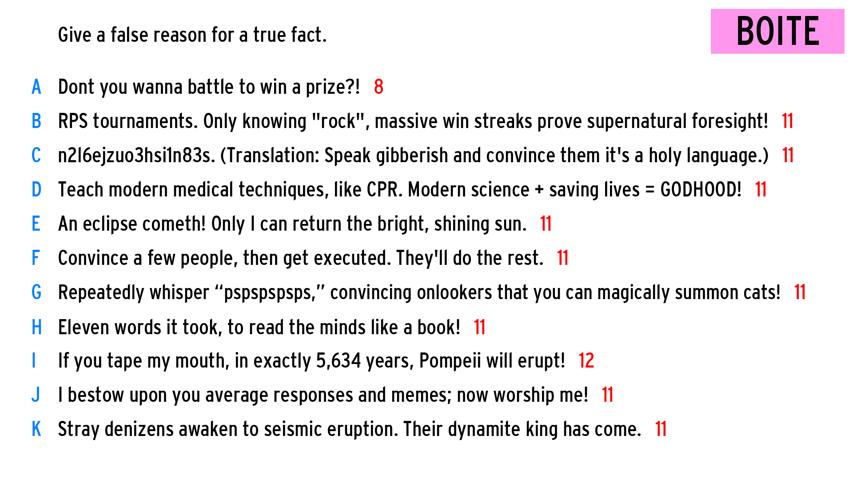 Give a false reason for a true fact.
BOITE
A Dont you wanna battle to win a prize?! 8
B RPS tournaments. Only knowing "rock", massive win streaks prove supernatural foresight! 11
C n2l6ejzuo3hsi1n83s. (Translation: Speak gibberish and convince them it's a holy language.) 11
D Teach modern medical techniques, like CPR. Modern science + saving lives = GODHOOD! 11
E An eclipse cometh! Only I can return the bright, shining sun. 11
F Convince a few people, then get executed. They'll do the rest. 11
G Repeatedly whisper “pspspspsps,” convincing onlookers that you can magically summon cats! 11
H Eleven words it took, to read the minds like a book! 11
I If you tape my mouth, in exactly 5,634 years, Pompeii will erupt! 12
J I bestow upon you average responses and memes; now worship me! 11
K Stray denizens awaken to seismic eruption. Their dynamite king has come. 11